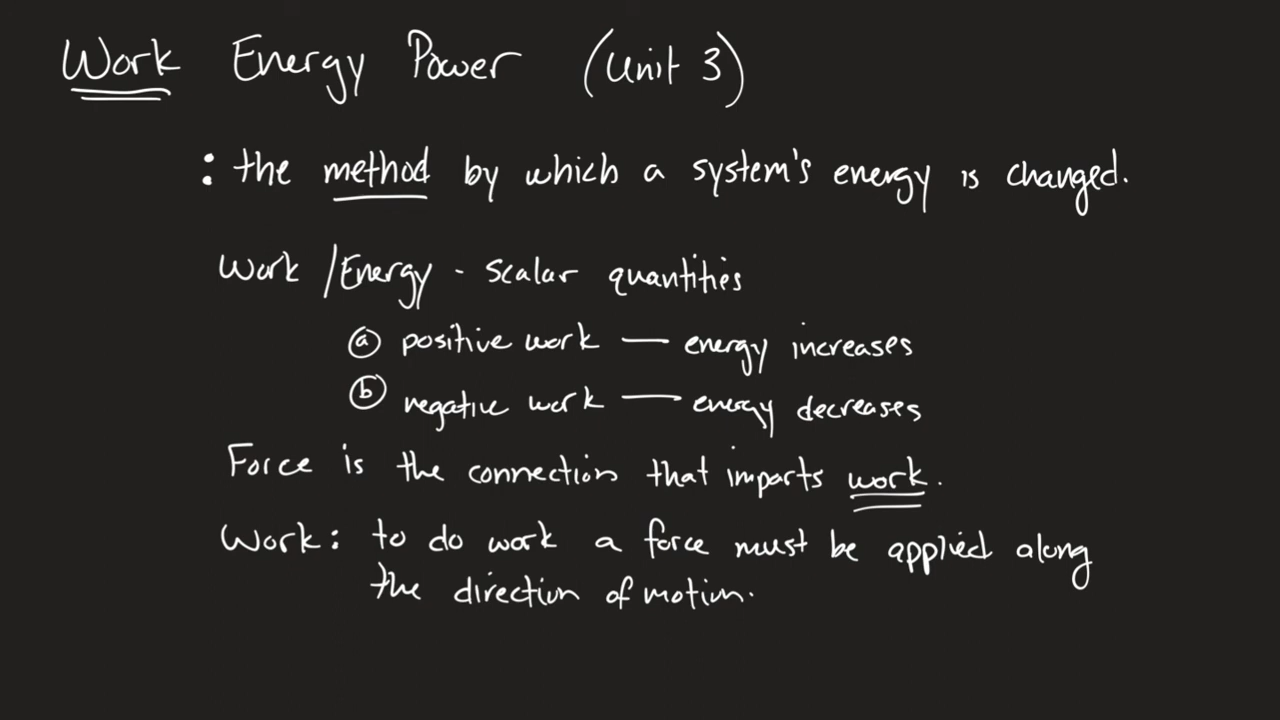 Work Energy Power (Unit 3)
: the method by which a system's energy is changed.
Work/Energy - scalar quantities
ⓐ positive work — energy increases
ⓑ negative work — energy decreases
Force is the connection that imparts work.
Work: to do work a force must be applied along
the direction of motion.